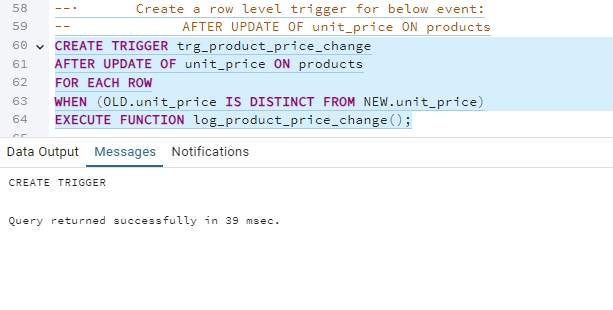 58 --· Create a row level trigger for below event:
59 -- AFTER UPDATE OF unit_price ON products
60 CREATE TRIGGER trg_product_price_change
61 AFTER UPDATE OF unit_price ON products
62 FOR EACH ROW
63 WHEN (OLD.unit_price IS DISTINCT FROM NEW.unit_price)
64 EXECUTE FUNCTION log_product_price_change();
Data Output Messages Notifications
CREATE TRIGGER
Query returned successfully in 39 msec.